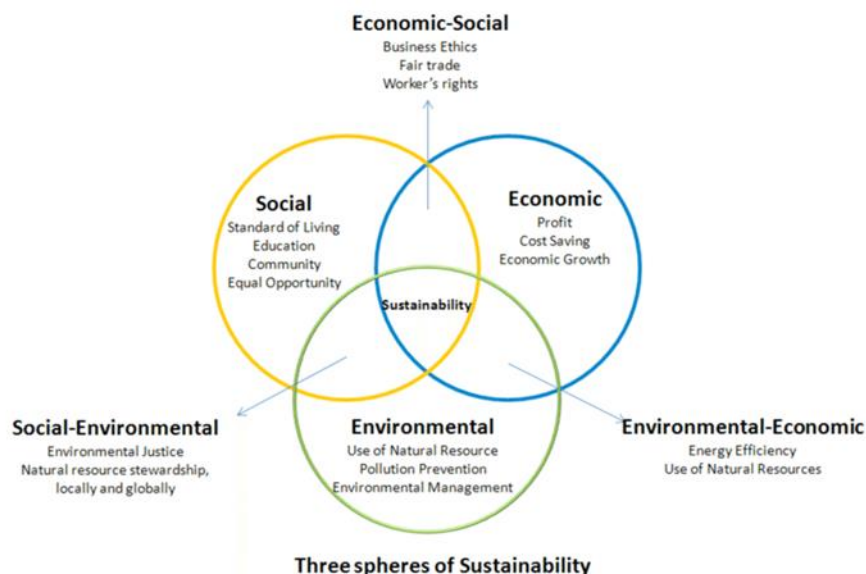 Economic-Social
Business Ethics
Fair trade
Worker's rights
Social
Standard of Living
Education
Community
Equal Opportunity
Economic
Profit
Cost Saving
Economic Growth
Sustainability
Social-Environmental
Environmental Justice
Natural resource stewardship,
locally and globally
Environmental
Use of Natural Resource
Pollution Prevention
Environmental Management
Environmental-Economic
Energy Efficiency
Use of Natural Resources
Three spheres of Sustainability